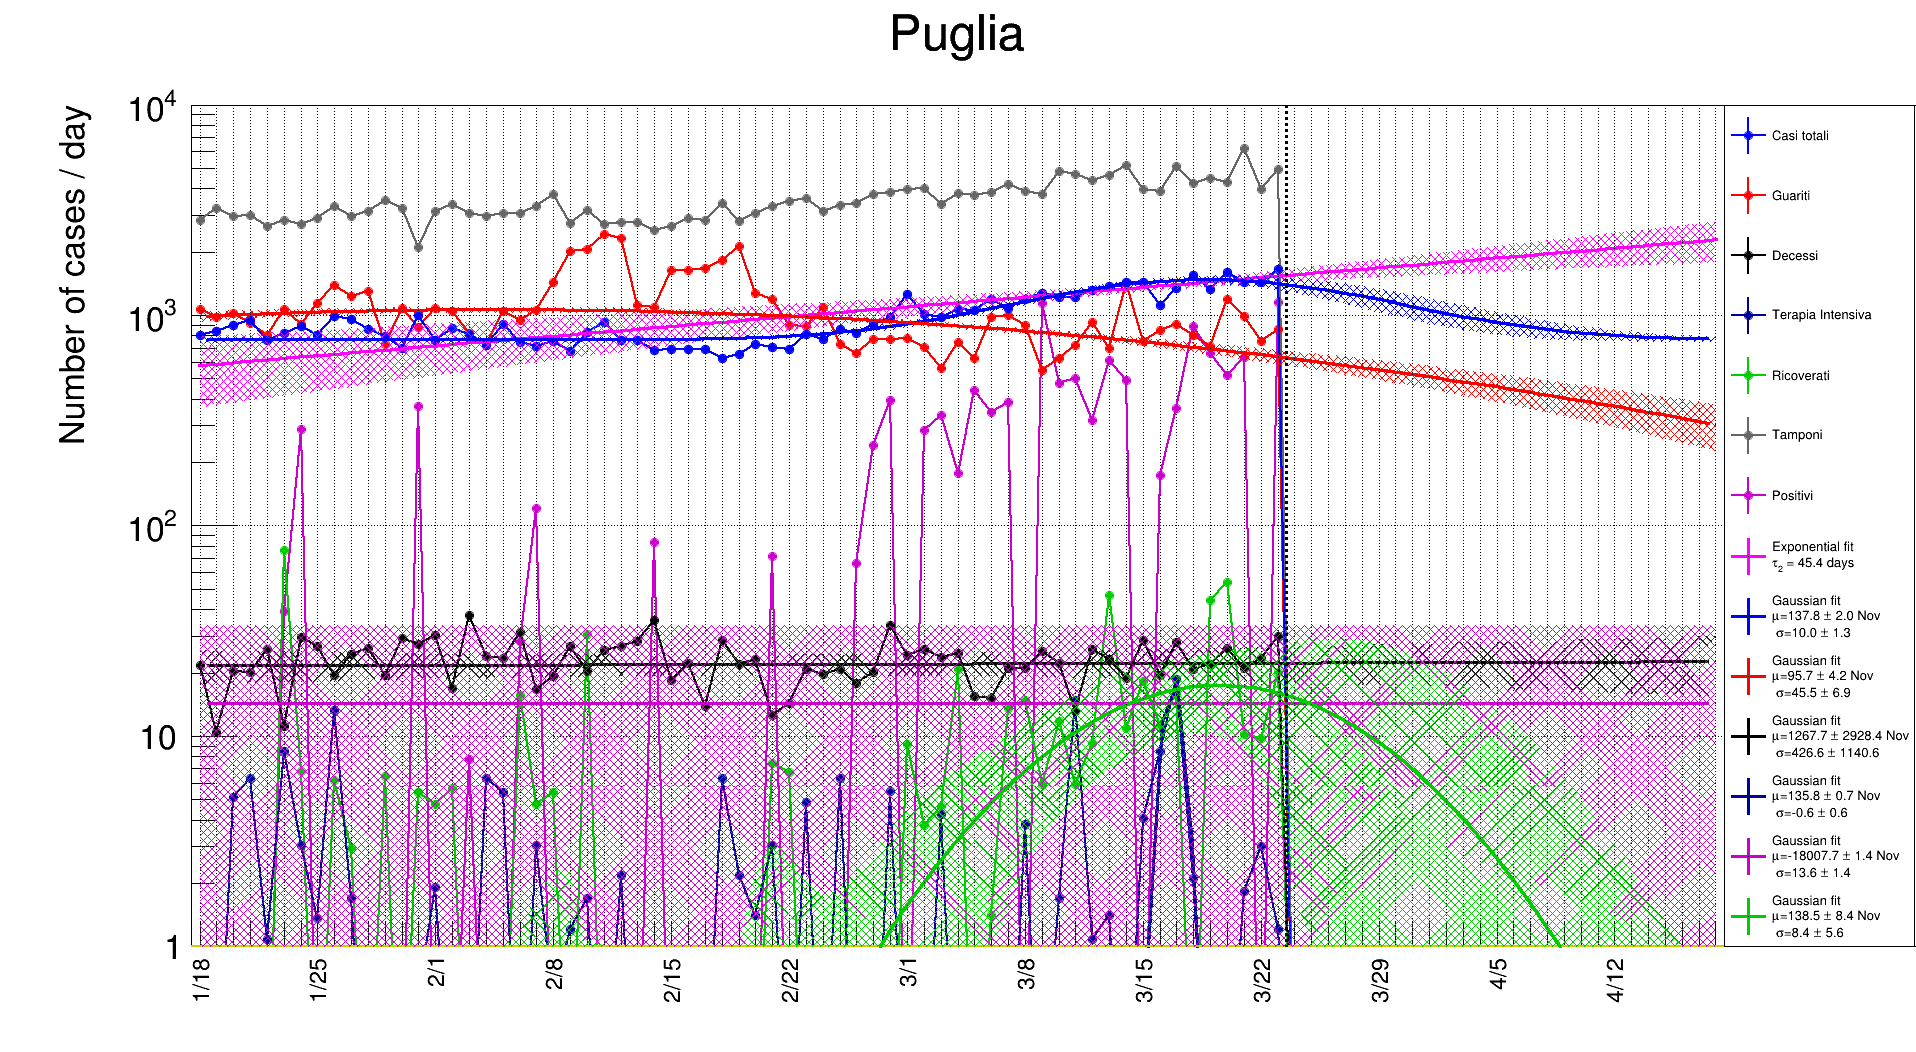 Puglia
Number of cases / day
10^4
10^3
10^2
10
1
1/18
1/25
2/1
2/8
2/15
2/22
3/1
3/8
3/15
3/22
3/29
4/5
4/12
Casi totali
Guariti
Decessi
Terapia Intensiva
Ricoverati
Tamponi
Positivi
Exponential fit
τ₂ = 45.4 days
Gaussian fit
μ=137.8 ± 2.0 Nov
σ=10.0 ± 1.3
Gaussian fit
μ=95.7 ± 4.2 Nov
σ=45.5 ± 6.9
Gaussian fit
μ=1267.7 ± 2928.4 Nov
σ=426.6 ± 1140.6
Gaussian fit
μ=135.8 ± 0.7 Nov
σ=-0.6 ± 0.6
Gaussian fit
μ=-18007.7 ± 1.4 Nov
σ=13.6 ± 1.4
Gaussian fit
μ=138.5 ± 8.4 Nov
σ=8.4 ± 5.6